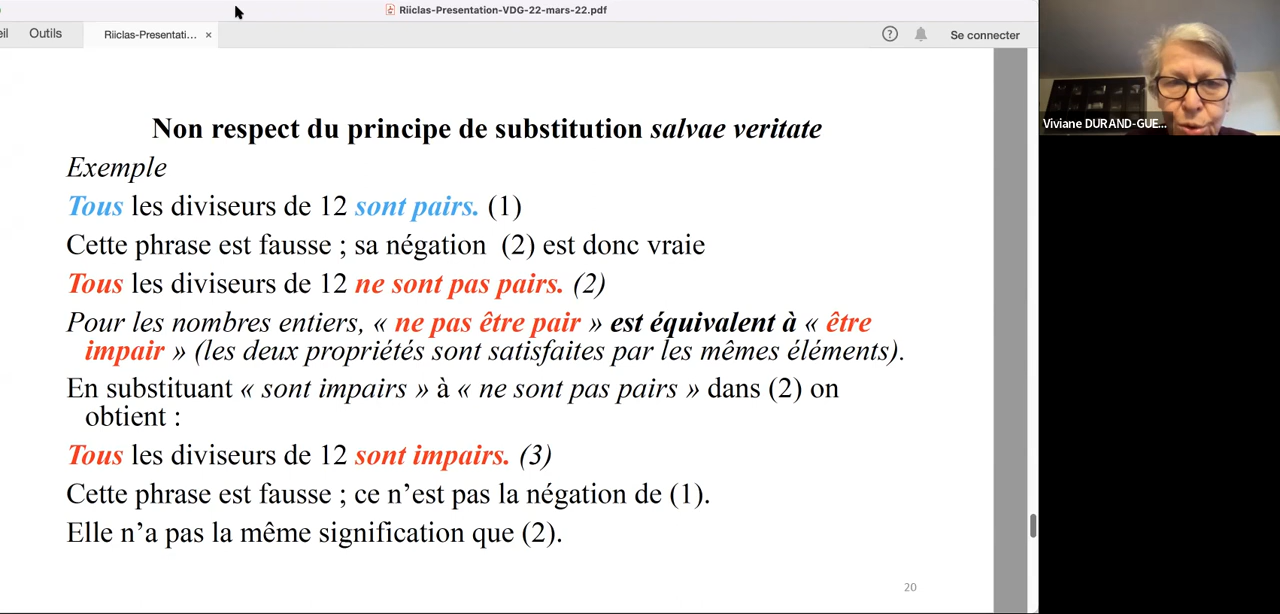 Riiclas-Presentation-VDG-22-mars-22.pdf
eil Outils Riiclas-Presentati... × ? Se connecter
Viviane DURAND-GUE...
Non respect du principe de substitution salvae veritate
Exemple
Tous les diviseurs de 12 sont pairs. (1)
Cette phrase est fausse ; sa négation (2) est donc vraie
Tous les diviseurs de 12 ne sont pas pairs. (2)
Pour les nombres entiers, « ne pas être pair » est équivalent à « être
impair » (les deux propriétés sont satisfaites par les mêmes éléments).
En substituant « sont impairs » à « ne sont pas pairs » dans (2) on
obtient :
Tous les diviseurs de 12 sont impairs. (3)
Cette phrase est fausse ; ce n’est pas la négation de (1).
Elle n’a pas la même signification que (2).
20